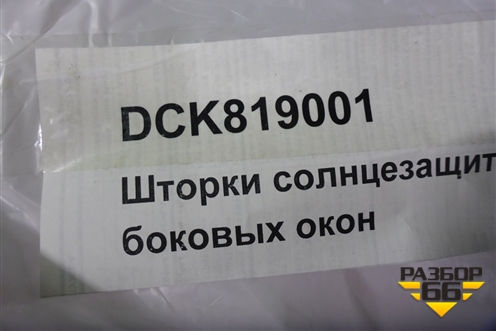 DCK819001
Шторки солнцезащит
боковых окон
РАЗБОР
66